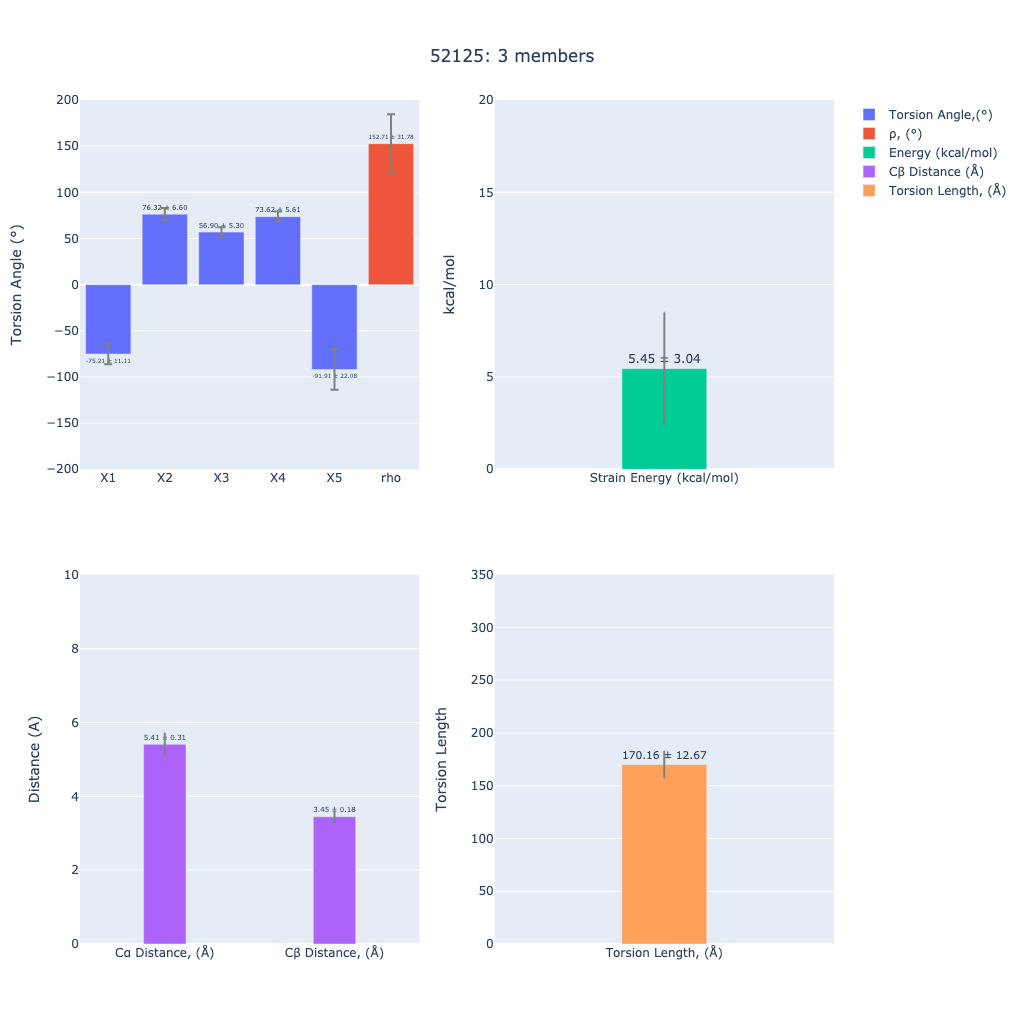 52125: 3 members
Torsion Angle (°)
200
150
100
50
0
−50
−100
−150
−200
-75.21 ± 11.11
76.32 ± 6.60
56.90 ± 5.30
73.62 ± 5.61
-91.91 ± 22.08
152.71 ± 31.78
X1 X2 X3 X4 X5 rho
kcal/mol
20
15
10
5
0
5.45 ± 3.04
Strain Energy (kcal/mol)
Torsion Angle,(°)
ρ, (°)
Energy (kcal/mol)
Cβ Distance (Å)
Torsion Length, (Å)
Distance (A)
10
8
6
4
2
0
5.41 ± 0.31
3.45 ± 0.18
Cα Distance, (Å) Cβ Distance, (Å)
Torsion Length
350
300
250
200
150
100
50
0
170.16 ± 12.67
Torsion Length, (Å)